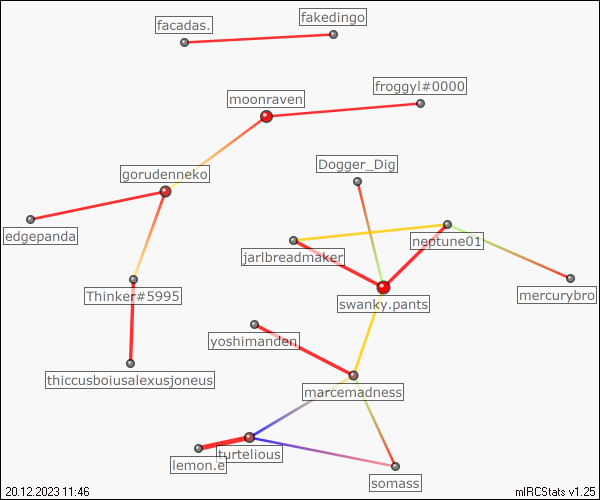 fakedingo
facadas.
froggyl#0000
moonraven
Dogger_Dig
gorudenneko
edgepanda
neptune01
jarlbreadmaker
Thinker#5995
mercurybro
swanky.pants
yoshimanden
thiccusboiusalexusjoneus
marcemadness
turtelious
lemon.e
somass
20.12.2023 11:46
mIRCStats v1.25